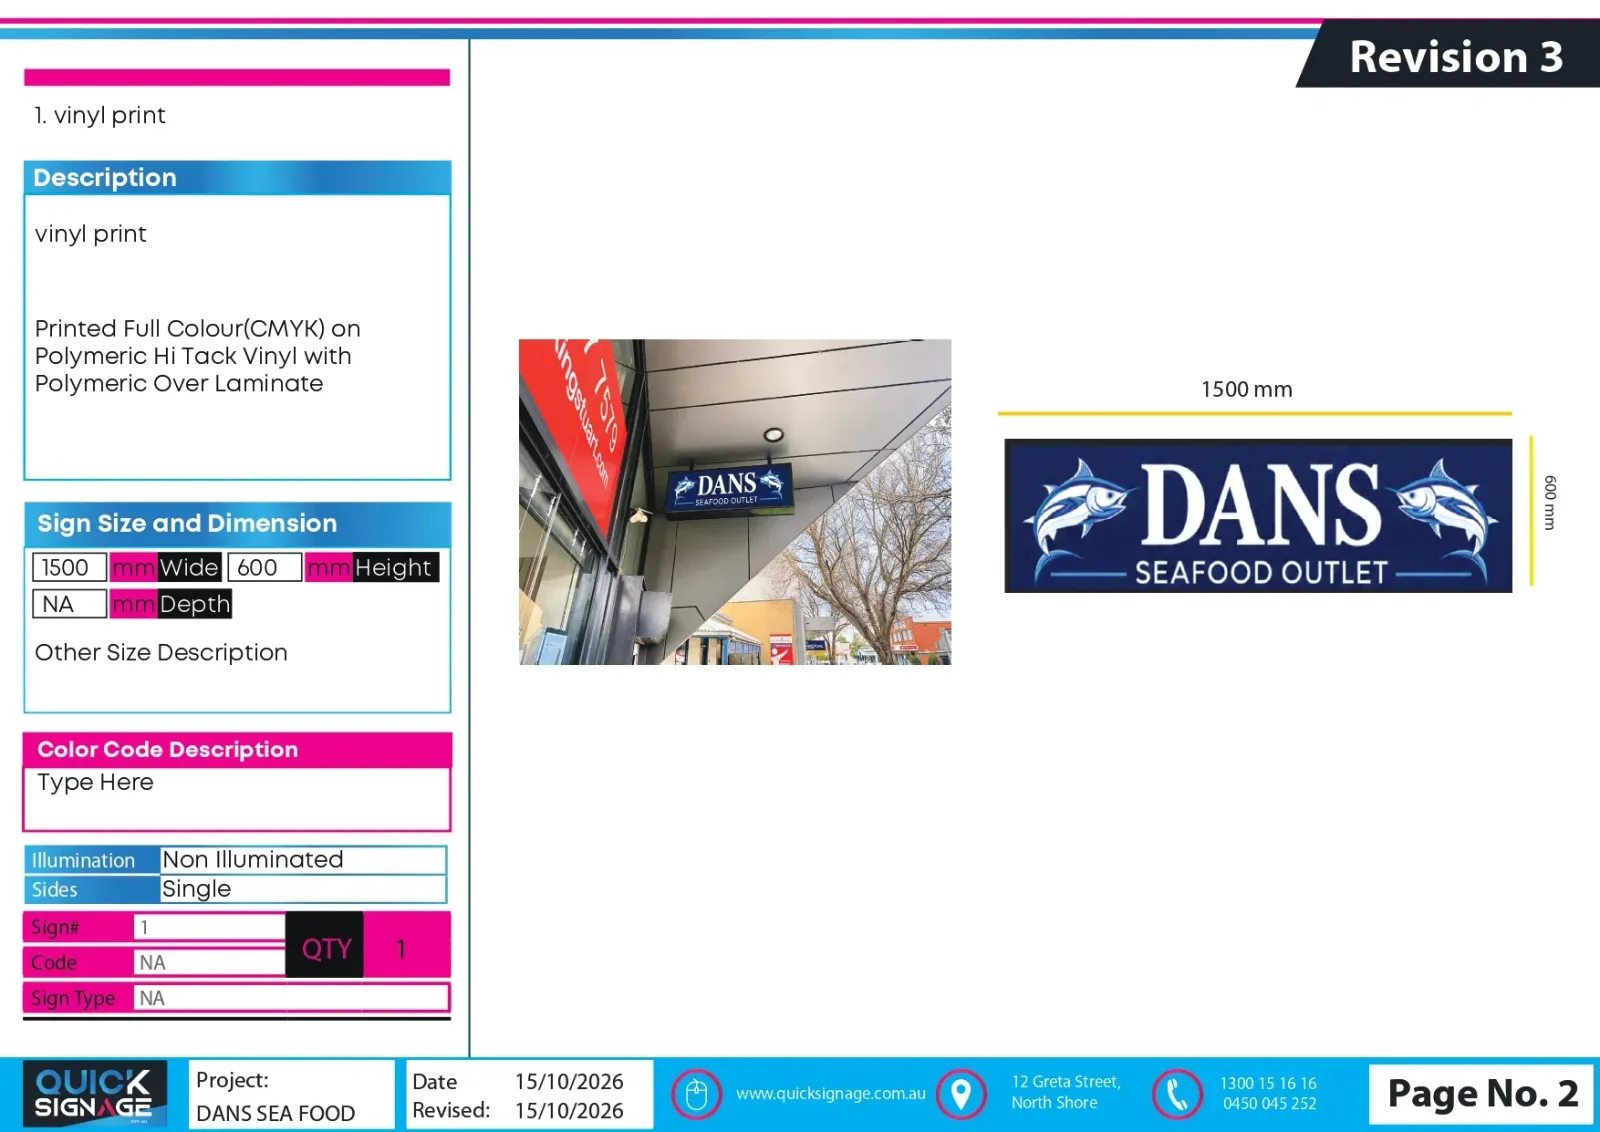 Revision 3
1. vinyl print
Description
vinyl print
Printed Full Colour(CMYK) on
Polymeric Hi Tack Vinyl with
Polymeric Over Laminate
Sign Size and Dimension
1500 mm Wide 600 mm Height
NA mm Depth
Other Size Description
Color Code Description
Type Here
Illumination Non Illuminated
Sides Single
Sign# 1
Code NA
QTY 1
Sign Type NA
7579
ingstuart.com
DANS
SEAFOOD OUTLET
1500 mm
DANS
SEAFOOD OUTLET
600 mm
QUICK
SIGNAGE
Project:
DANS SEA FOOD
Date 15/10/2026
Revised: 15/10/2026
www.quicksignage.com.au
12 Greta Street,
North Shore
1300 15 16 16
0450 045 252
Page No. 2